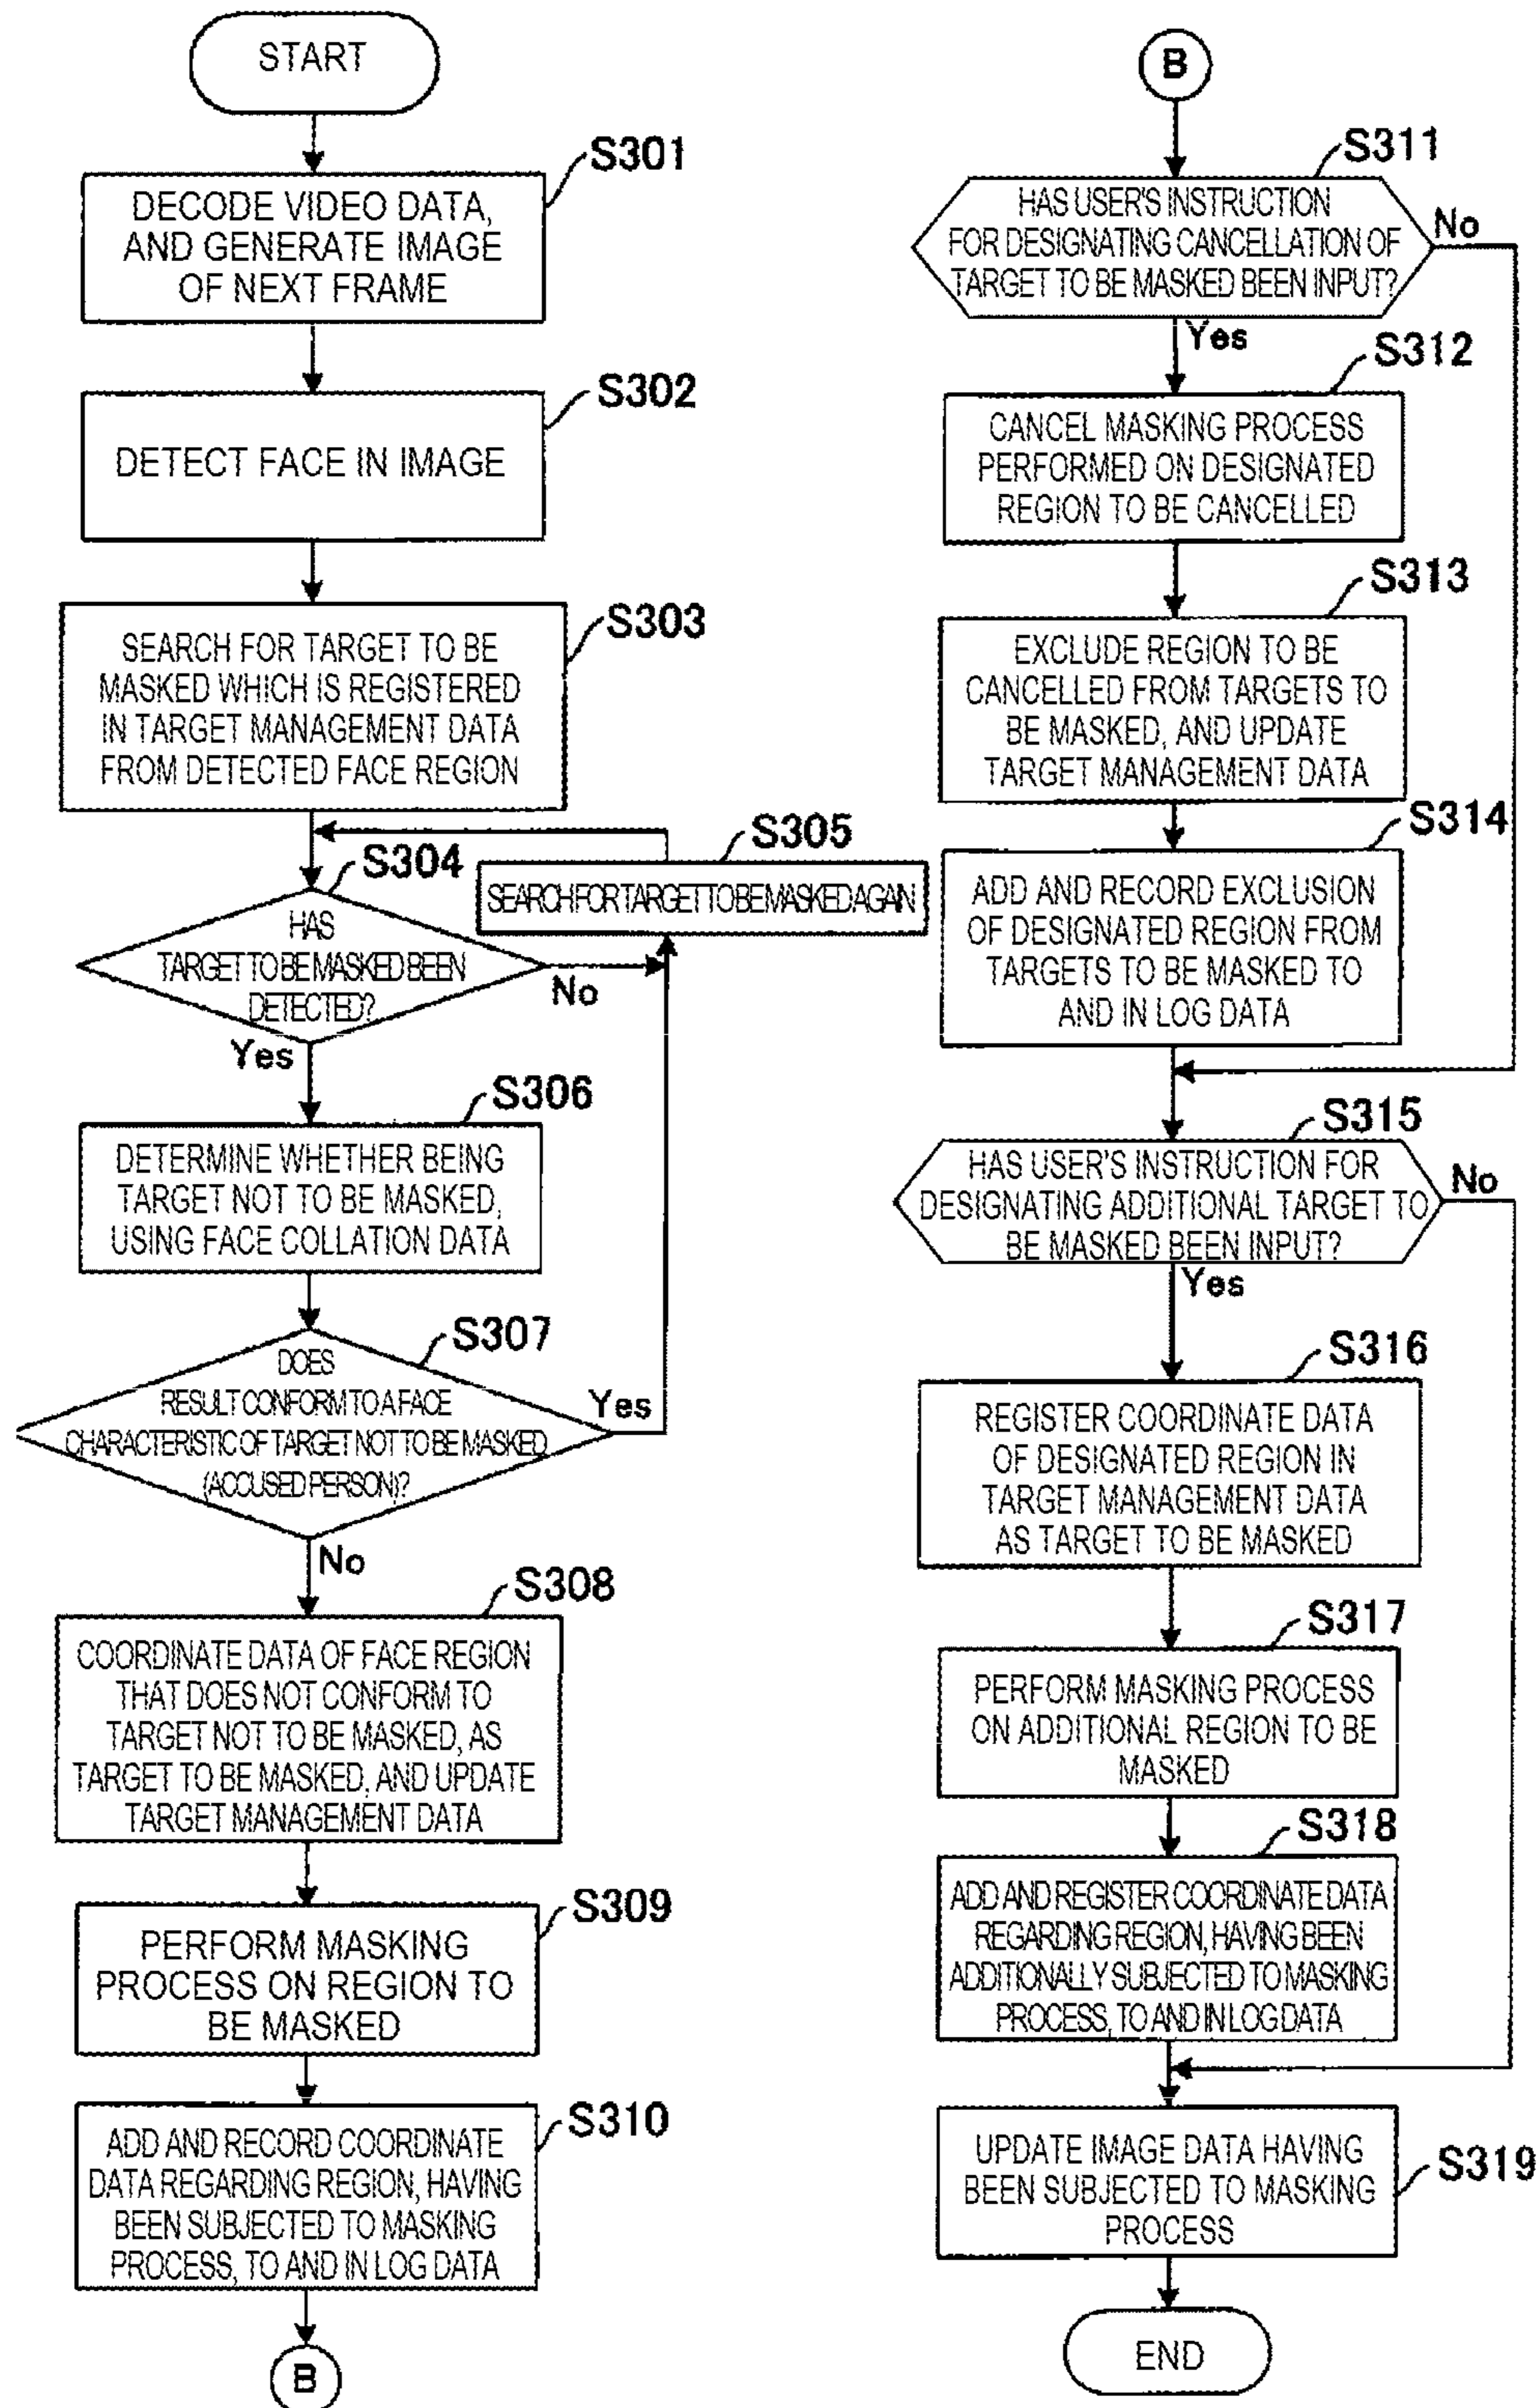 START
S301
DECODE VIDEO DATA,
AND GENERATE IMAGE
OF NEXT FRAME
S302
DETECT FACE IN IMAGE
S303
SEARCH FOR TARGET TO BE
MASKED WHICH IS REGISTERED
IN TARGET MANAGEMENT DATA
FROM DETECTED FACE REGION
S304
HAS
TARGET TO BE MASKED BEEN
DETECTED?
No
Yes
S305
SEARCH FOR TARGET TO BE MASKED AGAIN
S306
DETERMINE WHETHER BEING
TARGET NOT TO BE MASKED,
USING FACE COLLATION DATA
S307
DOES
RESULT CONFORM TO A FACE
CHARACTERISTIC OF TARGET NOT TO BE MASKED
(ACCUSED PERSON)?
Yes
No
S308
COORDINATE DATA OF FACE REGION
THAT DOES NOT CONFORM TO
TARGET NOT TO BE MASKED, AS
TARGET TO BE MASKED, AND UPDATE
TARGET MANAGEMENT DATA
S309
PERFORM MASKING
PROCESS ON REGION TO
BE MASKED
S310
ADD AND RECORD COORDINATE
DATA REGARDING REGION, HAVING
BEEN SUBJECTED TO MASKING
PROCESS, TO AND IN LOG DATA
B
B
S311
HAS USER'S INSTRUCTION
FOR DESIGNATING CANCELLATION OF
TARGET TO BE MASKED BEEN INPUT?
No
Yes
S312
CANCEL MASKING PROCESS
PERFORMED ON DESIGNATED
REGION TO BE CANCELLED
S313
EXCLUDE REGION TO BE
CANCELLED FROM TARGETS TO
BE MASKED, AND UPDATE
TARGET MANAGEMENT DATA
S314
ADD AND RECORD EXCLUSION
OF DESIGNATED REGION FROM
TARGETS TO BE MASKED TO
AND IN LOG DATA
S315
HAS USER'S INSTRUCTION FOR
DESIGNATING ADDITIONAL TARGET TO
BE MASKED BEEN INPUT?
No
Yes
S316
REGISTER COORDINATE DATA
OF DESIGNATED REGION IN
TARGET MANAGEMENT DATA
AS TARGET TO BE MASKED
S317
PERFORM MASKING PROCESS
ON ADDITIONAL REGION TO BE
MASKED
S318
ADD AND REGISTER COORDINATE DATA
REGARDING REGION, HAVING BEEN
ADDITIONALLY SUBJECTED TO MASKING
PROCESS, TO AND IN LOG DATA
S319
UPDATE IMAGE DATA HAVING
BEEN SUBJECTED TO MASKING
PROCESS
END